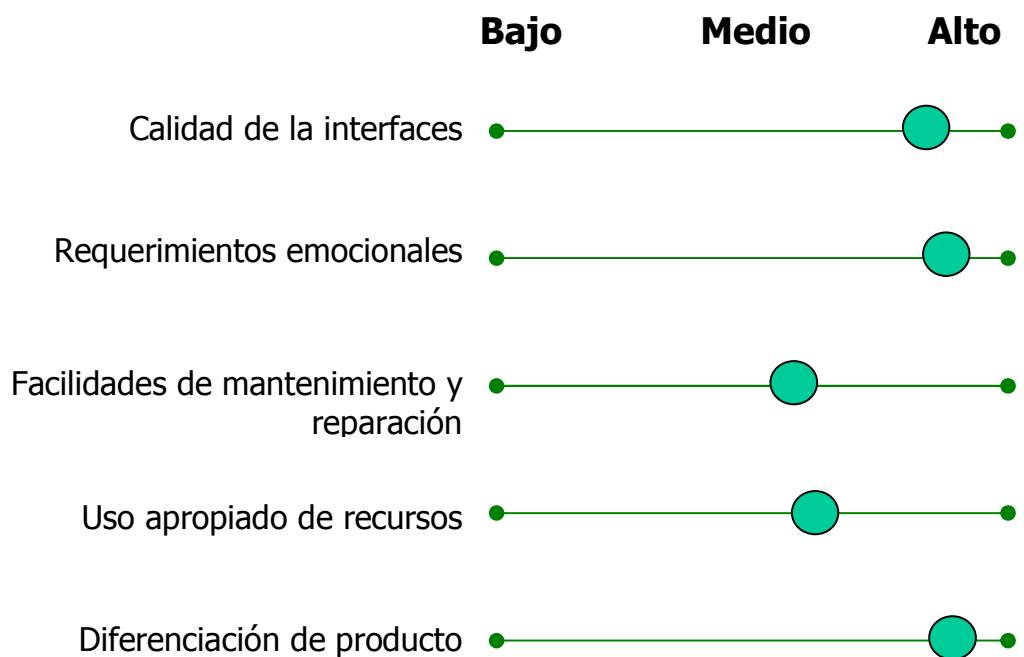 Bajo Medio Alto
Calidad de la interfaces
Requerimientos emocionales
Facilidades de mantenimiento y
reparación
Uso apropiado de recursos
Diferenciación de producto